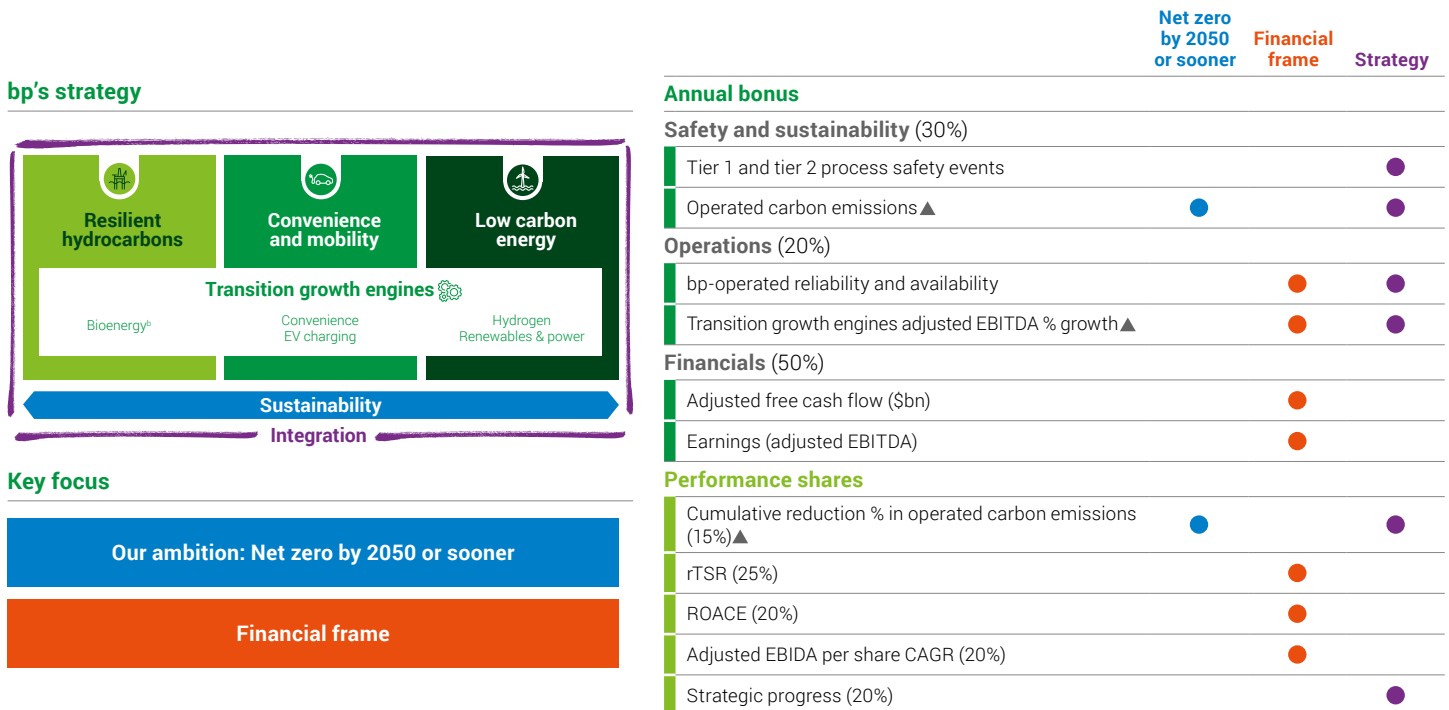 bp's strategy
Resilient
hydrocarbons
Convenience
and mobility
Low carbon
energy
Transition growth engines
Bioenergyᵇ
Convenience
EV charging
Hydrogen
Renewables & power
Sustainability
Integration
Key focus
Our ambition: Net zero by 2050 or sooner
Financial frame
Net zero
by 2050
or sooner
Financial
frame
Strategy
Annual bonus
Safety and sustainability (30%)
Tier 1 and tier 2 process safety events
Operated carbon emissions▲
Operations (20%)
bp-operated reliability and availability
Transition growth engines adjusted EBITDA % growth▲
Financials (50%)
Adjusted free cash flow ($bn)
Earnings (adjusted EBITDA)
Performance shares
Cumulative reduction % in operated carbon emissions
(15%)▲
rTSR (25%)
ROACE (20%)
Adjusted EBIDA per share CAGR (20%)
Strategic progress (20%)